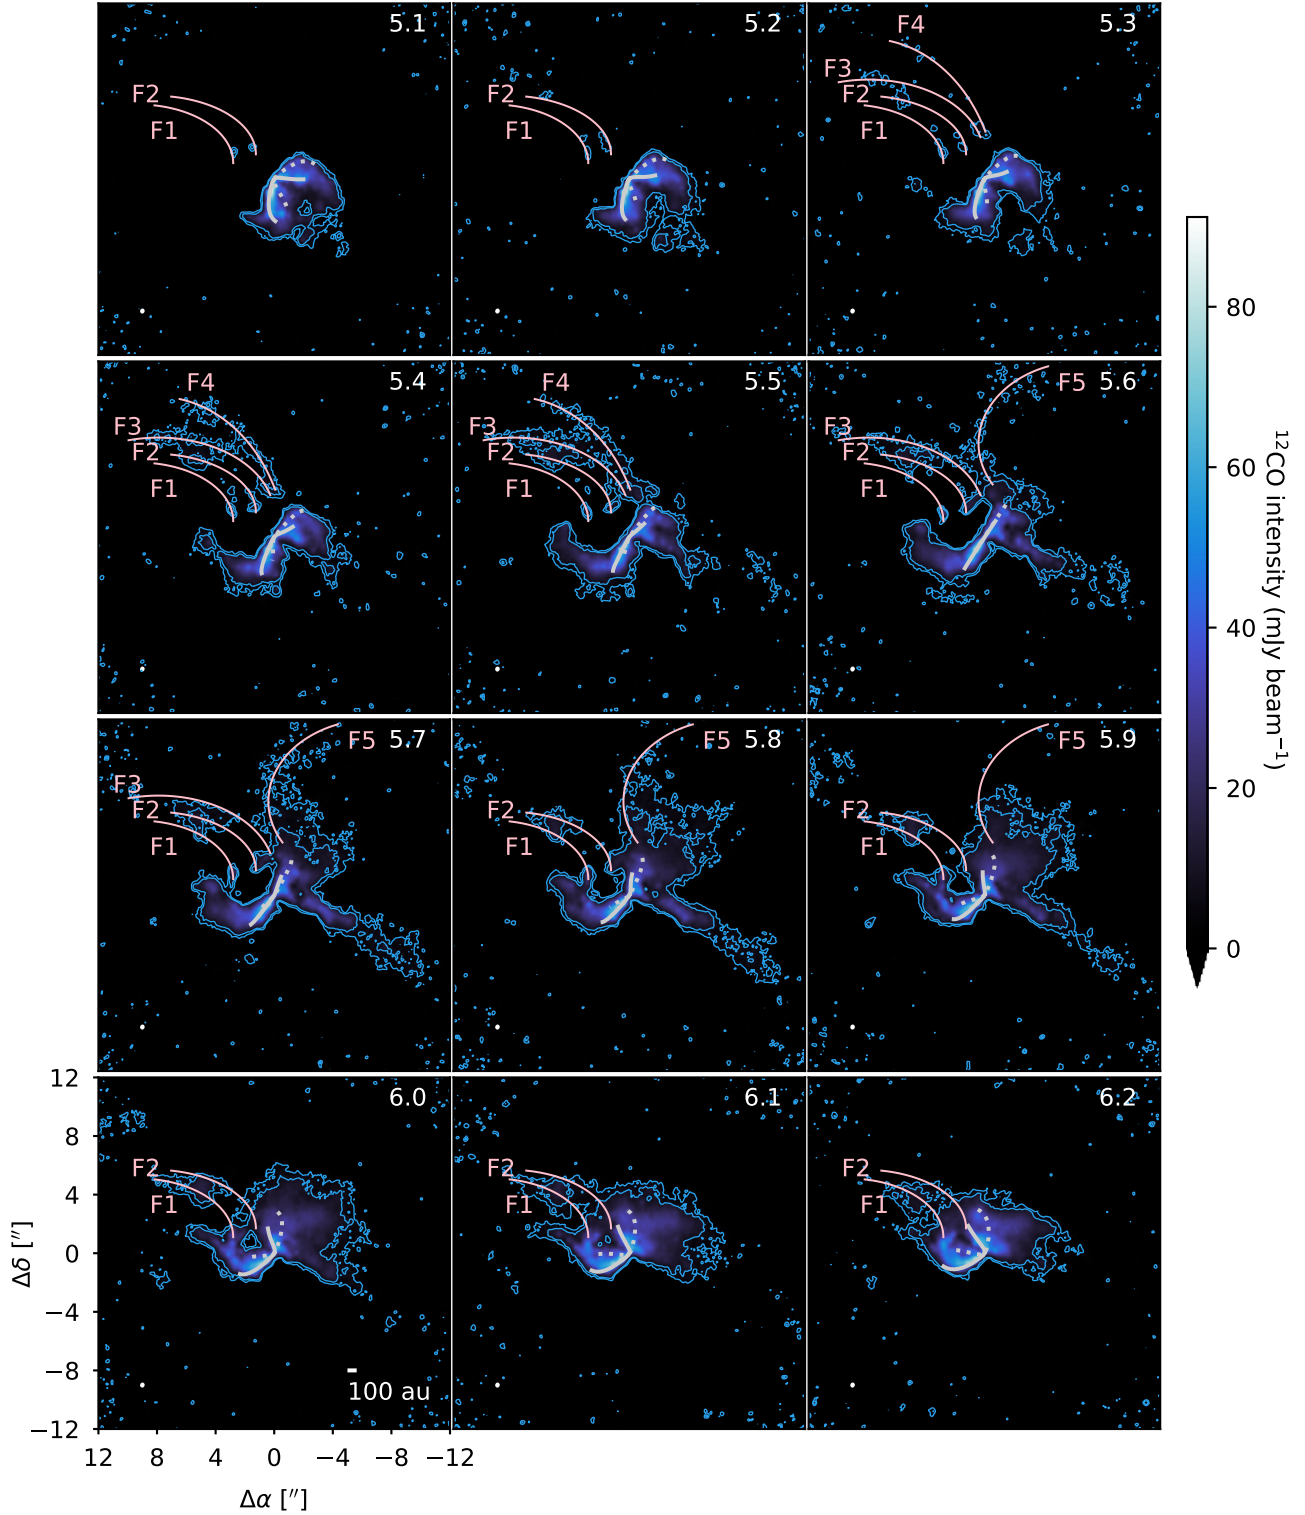 5.1
F2
F1
5.2
F2
F1
5.3
F4
F3
F2
F1
5.4
F4
F3
F2
F1
5.5
F4
F3
F2
F1
5.6
F5
F3
F2
F1
5.7
F5
F3
F2
F1
5.8
F5
F2
F1
5.9
F5
F2
F1
6.0
F2
F1
100 au
6.1
F2
F1
6.2
F2
F1
12
8
4
0
−4
−8
−12
Δδ [″]
12 8 4 0 −4 −8 −12
Δα [″]
80
60
40
20
0
¹²CO intensity (mJy beam⁻¹)